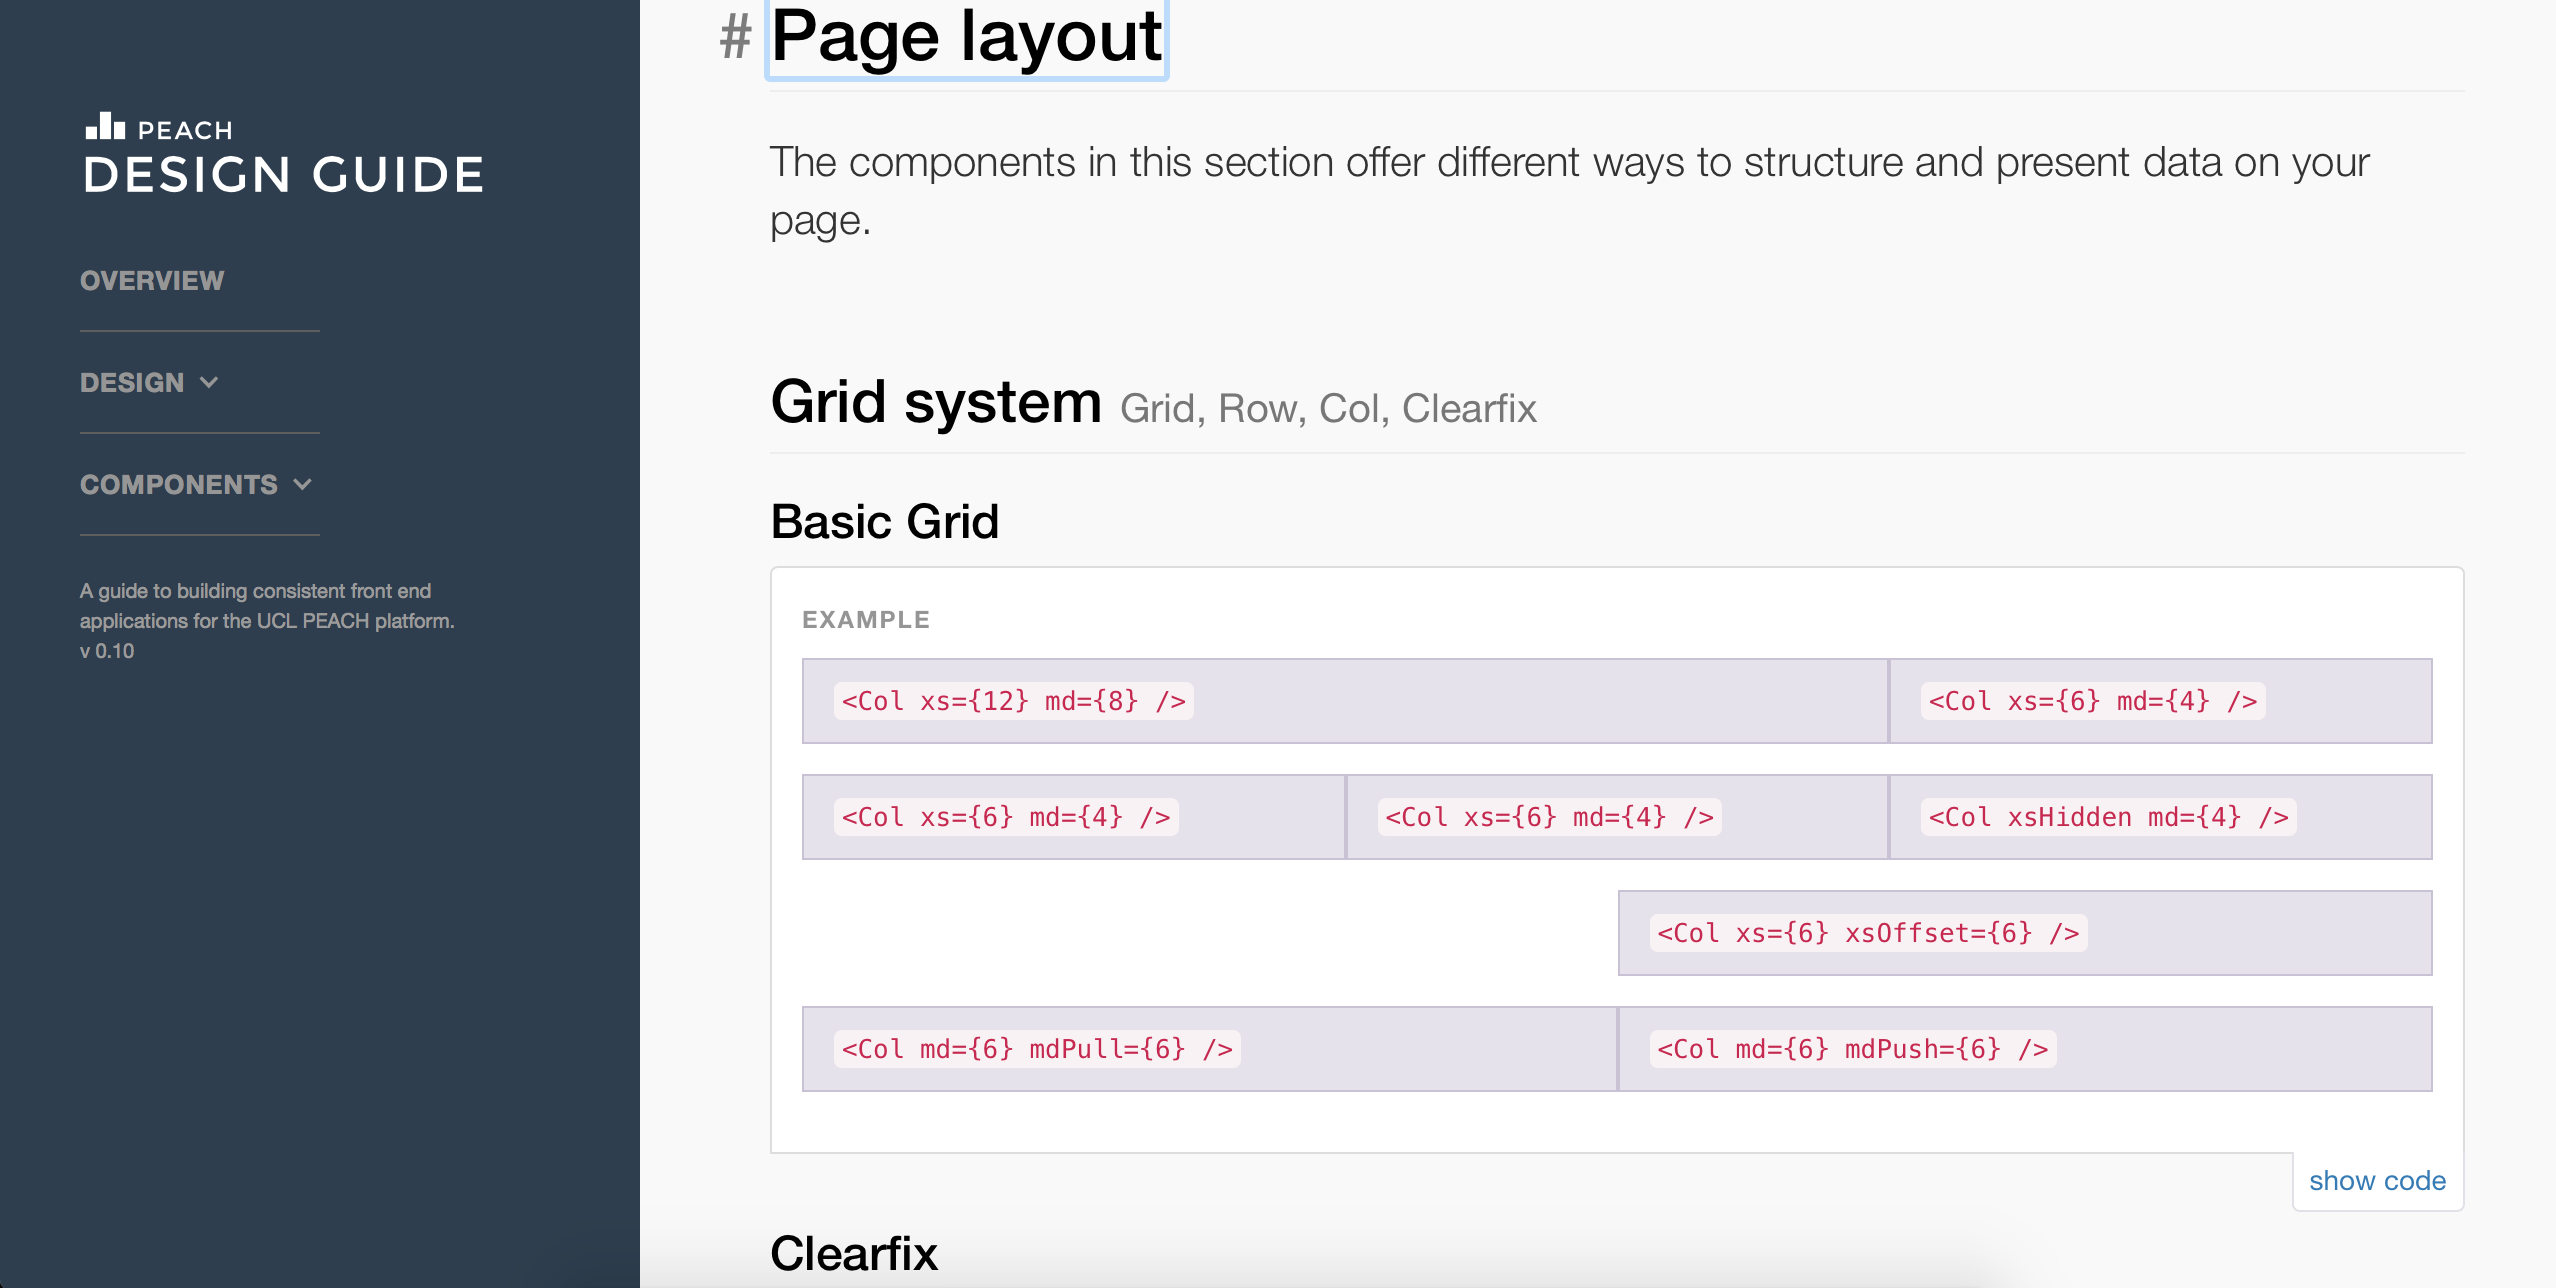 PEACH
DESIGN GUIDE
OVERVIEW
DESIGN
COMPONENTS
A guide to building consistent front end
applications for the UCL PEACH platform.
v 0.10
# Page layout
The components in this section offer different ways to structure and present data on your
page.
Grid system Grid, Row, Col, Clearfix
Basic Grid
EXAMPLE
<Col xs={12} md={8} /> <Col xs={6} md={4} />
<Col xs={6} md={4} /> <Col xs={6} md={4} /> <Col xsHidden md={4} />
<Col xs={6} xsOffset={6} />
<Col md={6} mdPull={6} /> <Col md={6} mdPush={6} />
show code
Clearfix